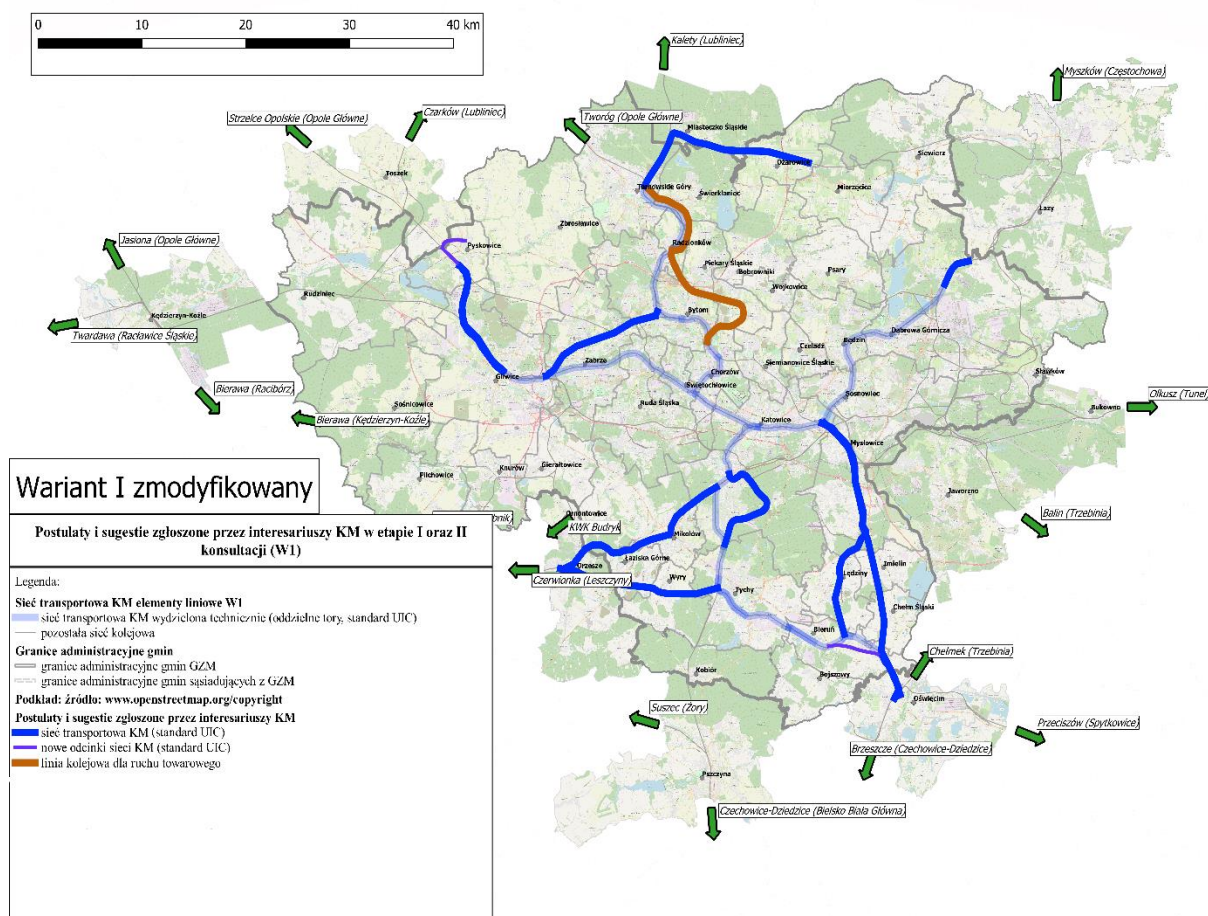 0 10 20 30 40 km
Kalety (Lubliniec)
Myszków (Częstochowa)
Czarków (Lubliniec)
Strzelce Opolskie (Opole Główne)
Tworóg (Opole Główne)
Miasteczko Śląskie
Ożarowice
Siewierz
Toszek
Tarnowskie Góry
Świerklaniec
Mierzęcice
Łazy
Zbrosławice
Jasiona (Opole Główne)
Pyskowice
Radzionków
Piekary Śląskie
Bobrowniki
Psary
Wojkowice
Rudziniec
Kędzierzyn-Koźle
Bytom
Twardawa (Racławice Śląskie)
Dąbrowa Górnicza
Będzin
Czeladź
Zabrze
Siemianowice Śląskie
Chorzów
Sławków
Gliwice
Świętochłowice
Bierawa (Racibórz)
Sosnowiec
Olkusz (Tunel)
Bukowno
Sośnicowice
Ruda Śląska
Bierawa (Kędzierzyn-Koźle)
Katowice
Mysłowice
Gierałtowice
Knurów
Pilchowice
Wariant I zmodyfikowany
Jaworzno
Ornontowice
KWK Budryk
Balin (Trzebinia)
Postulaty i sugestie zgłoszone przez interesariuszy KM w etapie I oraz II
konsultacji (W1)
Mikołów
Łaziska Górne
Orzesze
Imielin
Lędziny
Wyry
Czerwionka (Leszczyny)
Tychy
Chełm Śląski
Bieruń
Legenda:
Sieć transportowa KM elementy liniowe W1
sieć transportowa KM wydzielona technicznie (oddzielne tory, standard UIC)
pozostała sieć kolejowa
Granice administracyjne gmin
granice administracyjne gmin GZM
granice administracyjne gmin sąsiadujących z GZM
Podkład: źródło: www.openstreetmap.org/copyright
Postulaty i sugestie zgłoszone przez interesariuszy KM
sieć transportowa KM (standard UIC)
nowe odcinki sieci KM (standard UIC)
linia kolejowa dla ruchu towarowego
Chełmek (Trzebinia)
Kobiór
Bojszowy
Oświęcim
Suszec (Żory)
Przeciszów (Spytkowice)
Brzeszcze (Czechowice-Dziedzice)
Pszczyna
Czechowice-Dziedzice (Bielsko Biała Główna)